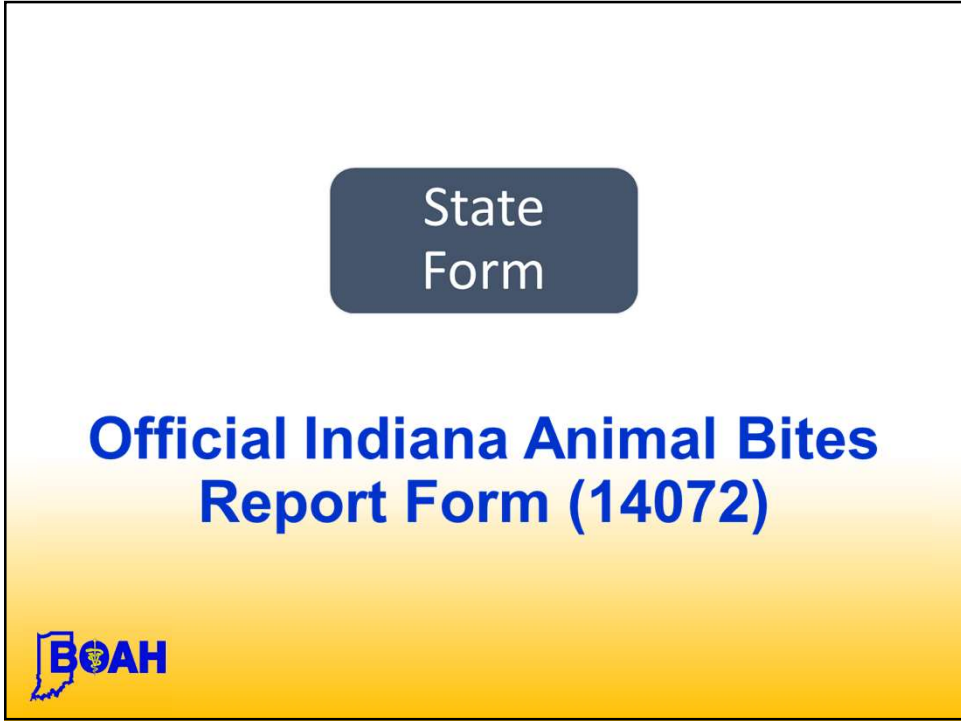 State
Form
Official Indiana Animal Bites
Report Form (14072)
BOAH